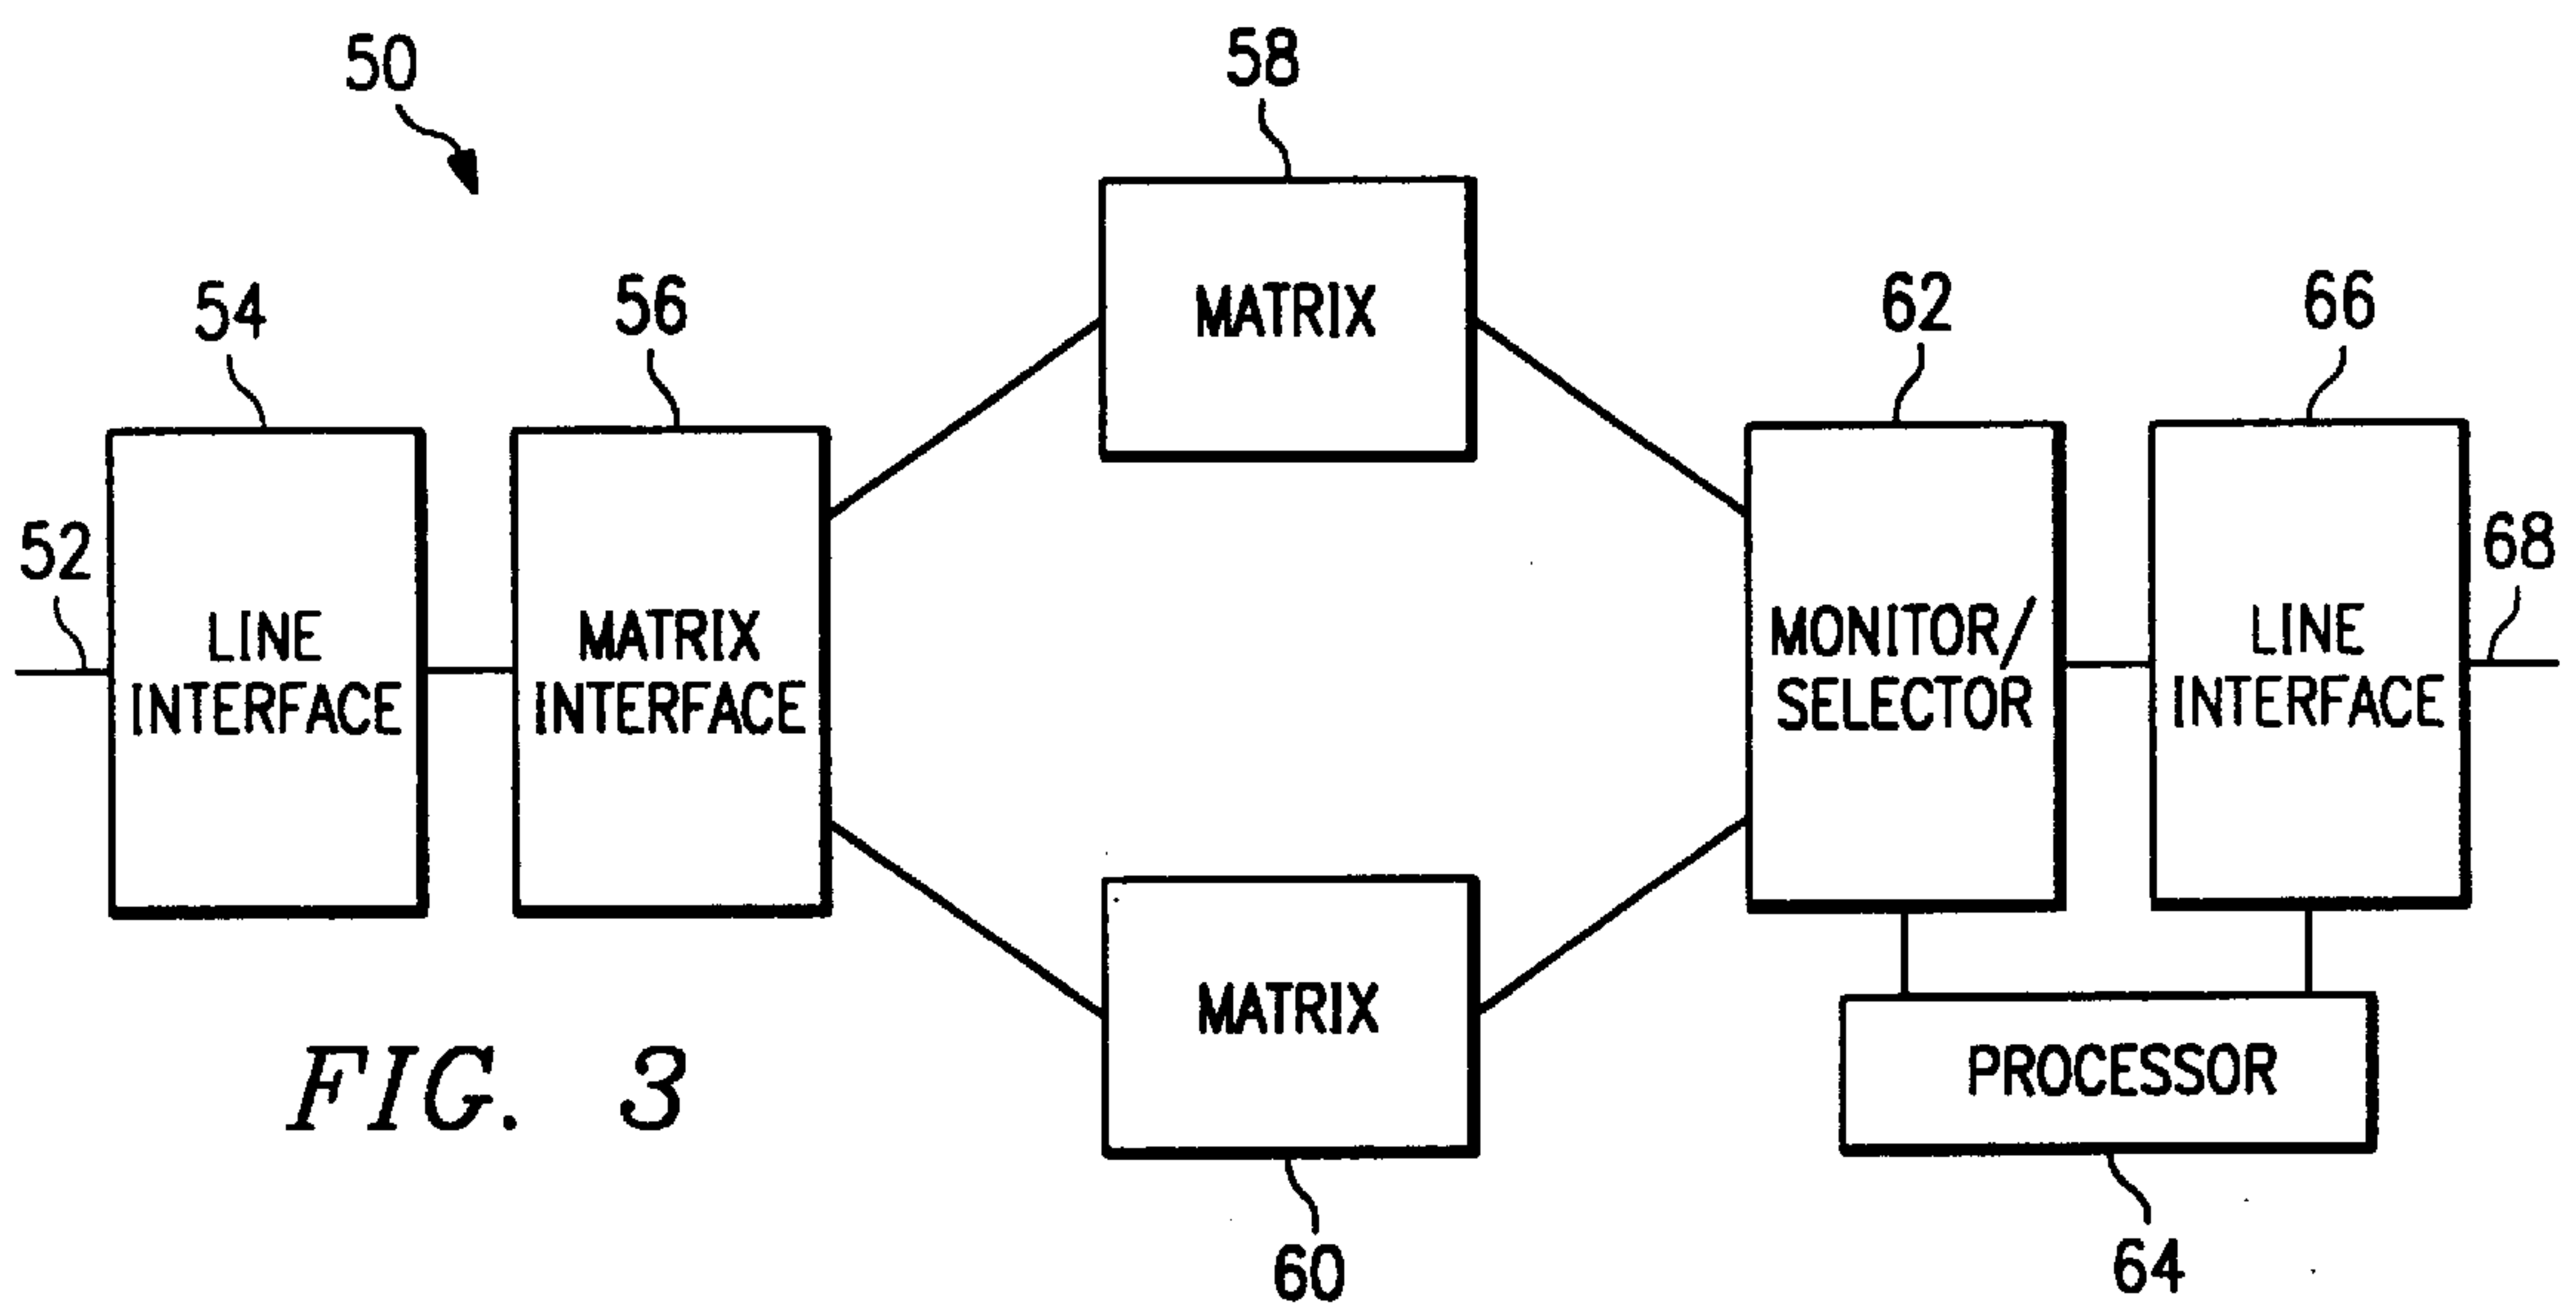 50
58
54
56
62
66
52
68
MATRIX
LINE
INTERFACE
MATRIX
INTERFACE
MONITOR/
SELECTOR
LINE
INTERFACE
MATRIX
PROCESSOR
FIG. 3
60
64